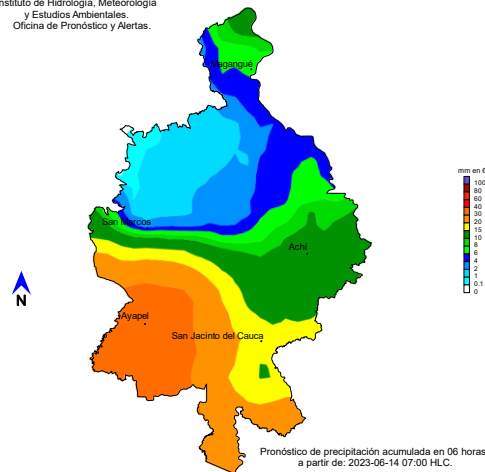 Instituto de Hidrología, Meteorología
y Estudios Ambientales.
Oficina de Pronóstico y Alertas.
Magangué
mm en 6
100
80
60
40
30
20
15
10
8
6
4
2
1
0.1
0
San Marcos
Achí
N
Ayapel
San Jacinto del Cauca
Pronóstico de precipitación acumulada en 06 horas
a partir de: 2023-06-14 07:00 HLC.